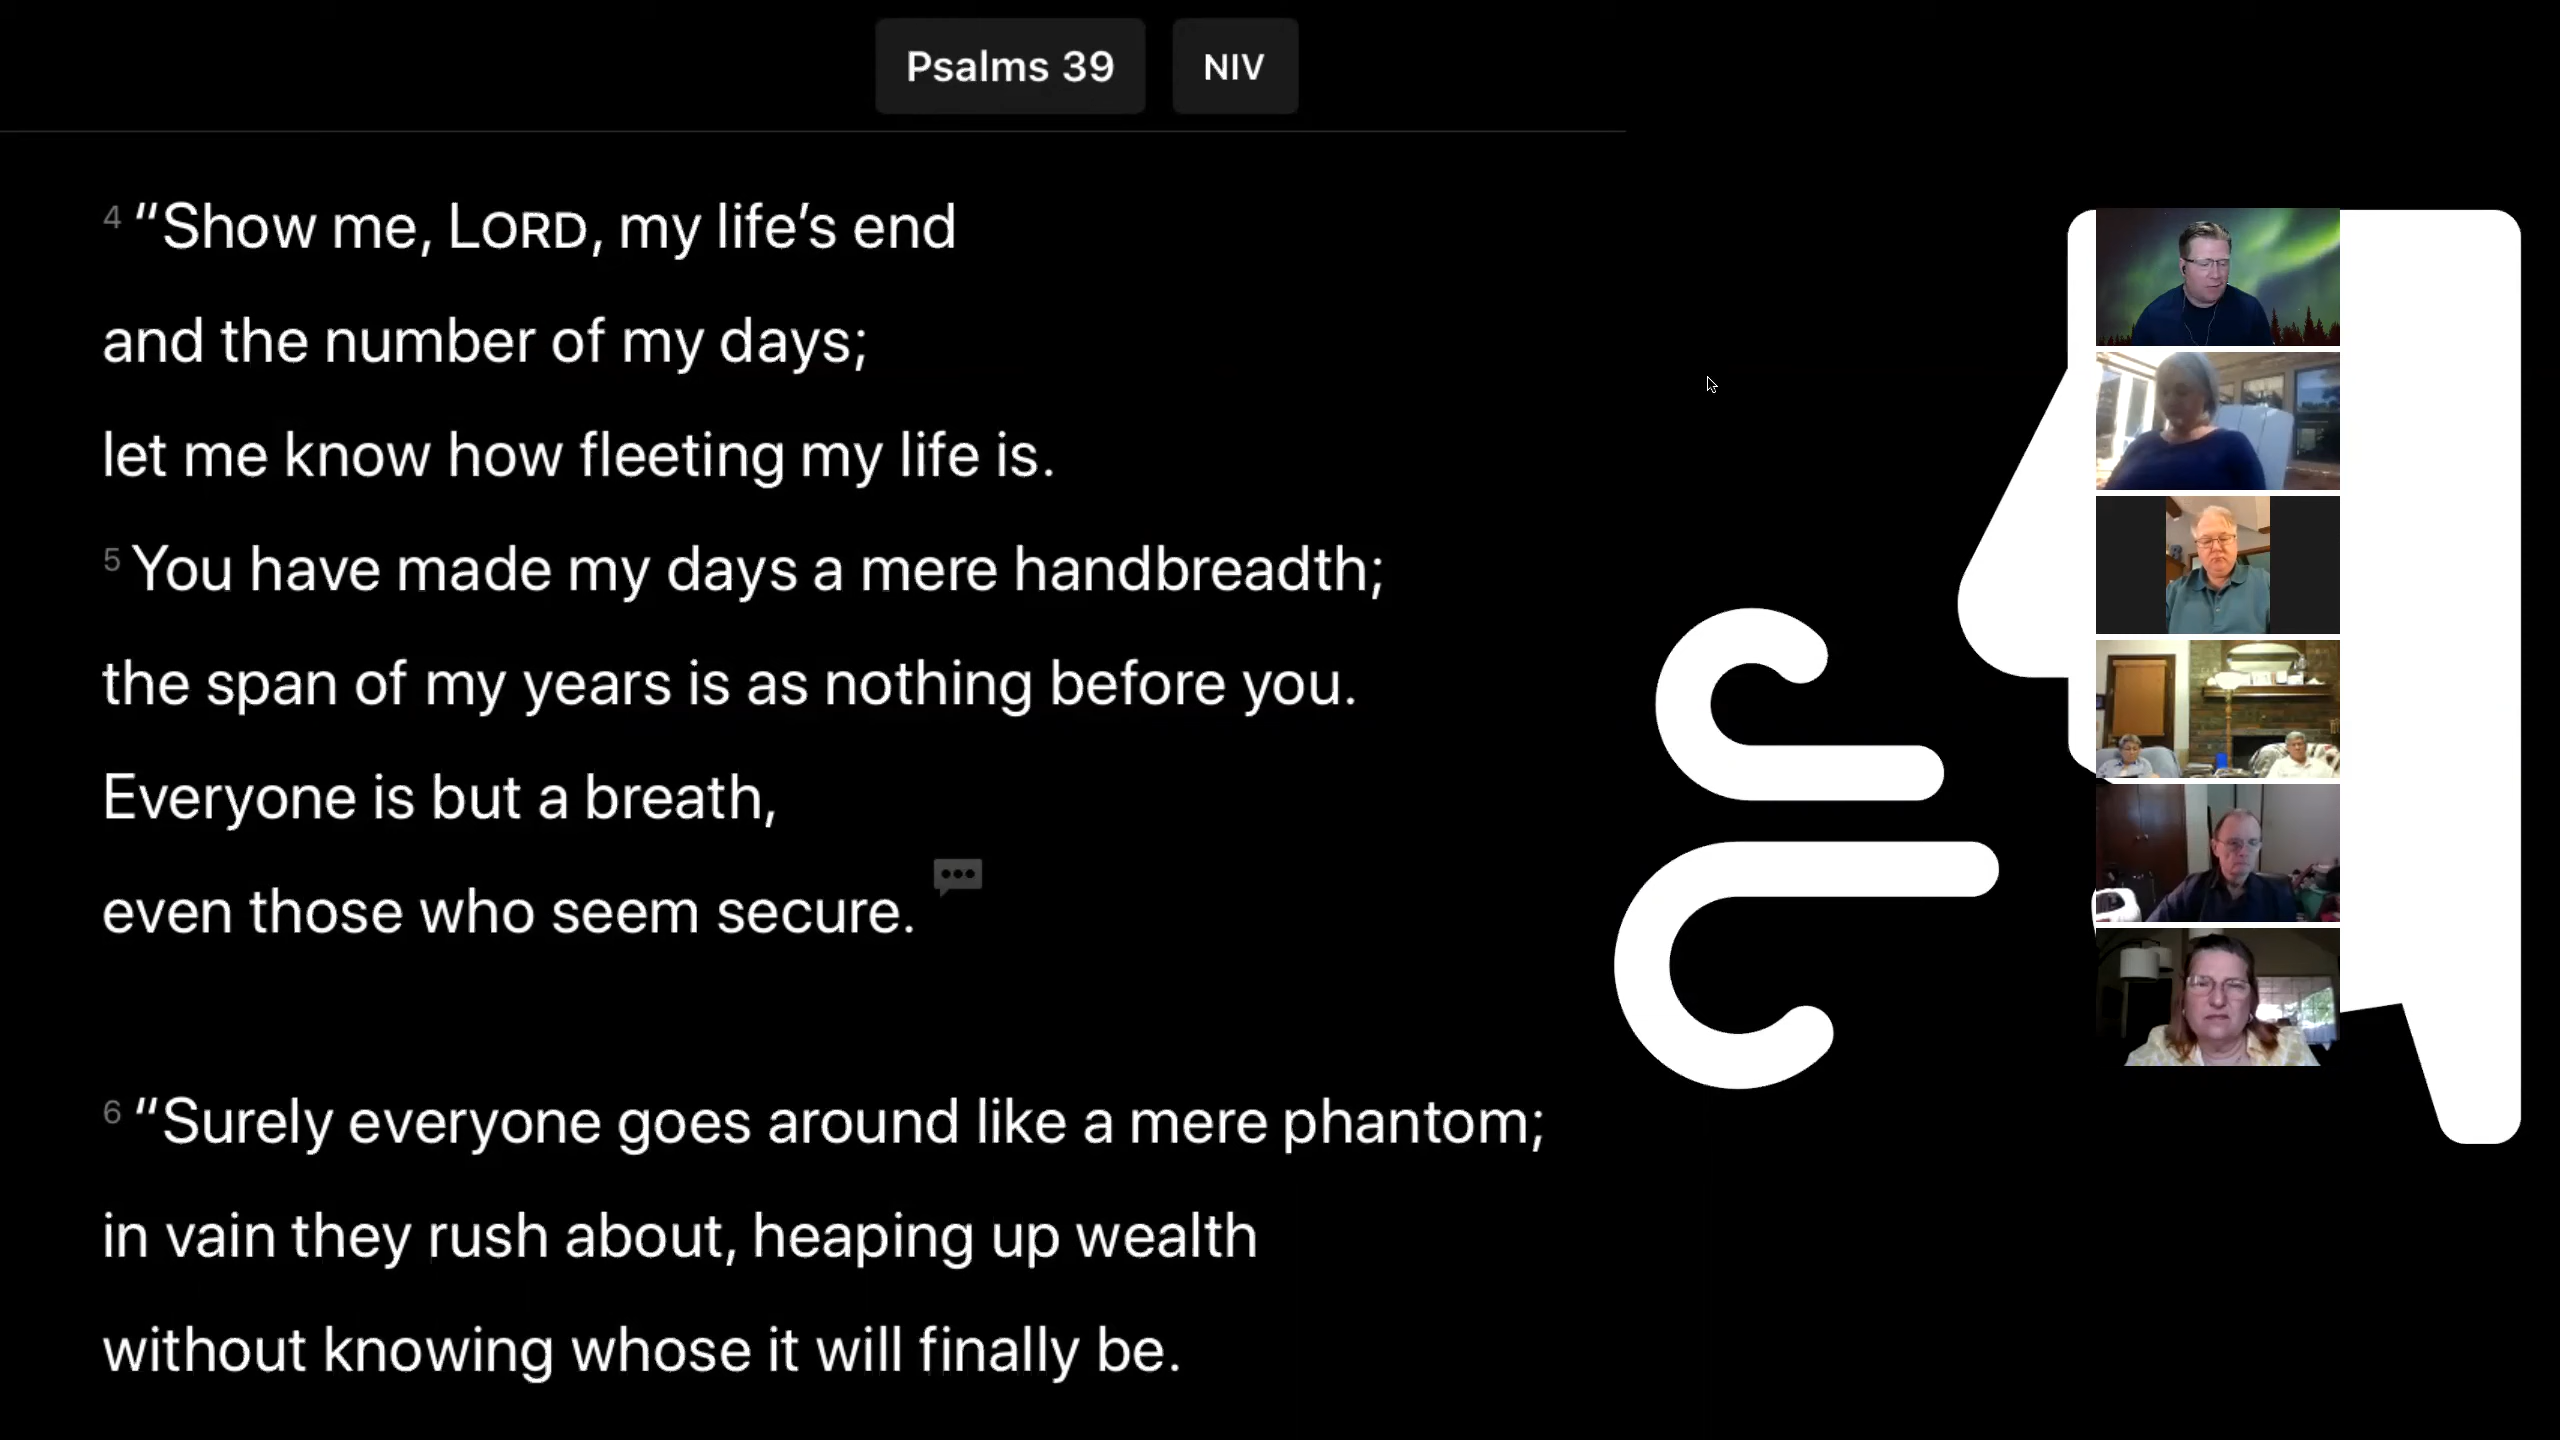 Psalms 39 NIV
4 “Show me, LORD, my life’s end
and the number of my days;
let me know how fleeting my life is.
5 You have made my days a mere handbreadth;
the span of my years is as nothing before you.
Everyone is but a breath,
even those who seem secure.
6 “Surely everyone goes around like a mere phantom;
in vain they rush about, heaping up wealth
without knowing whose it will finally be.